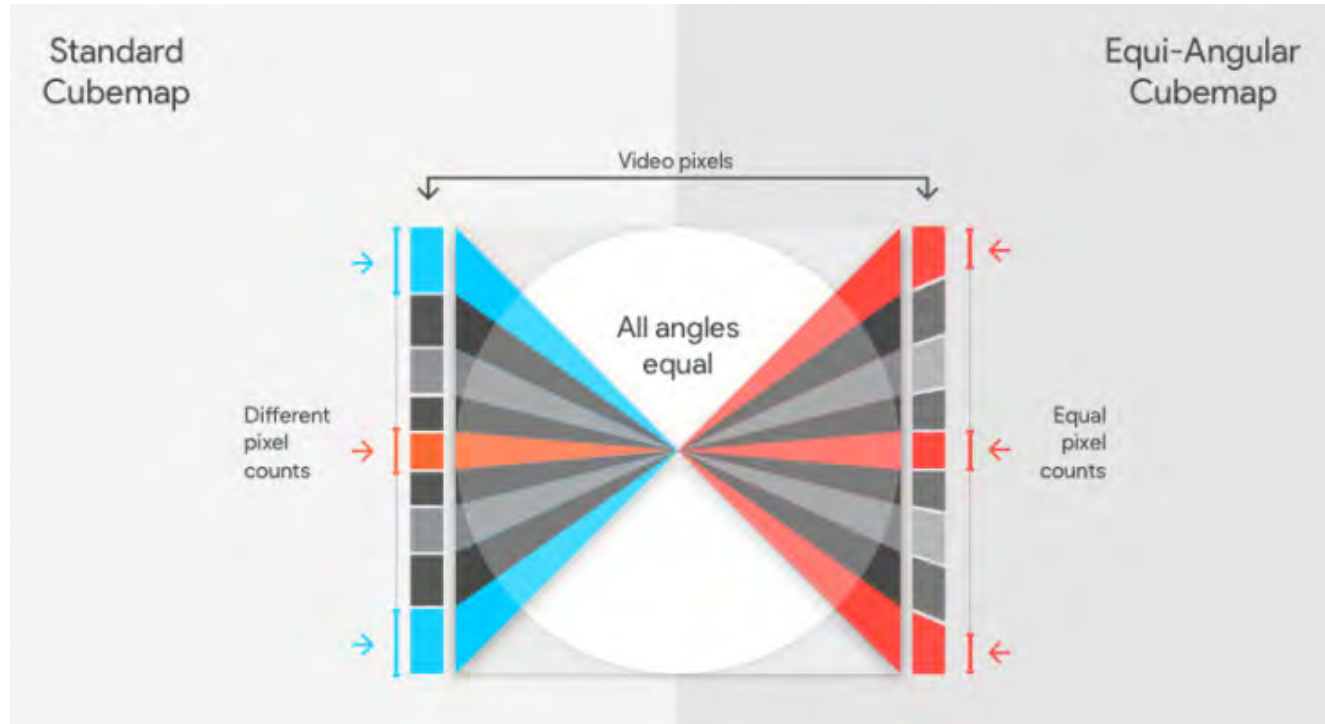 Standard
Cubemap
Equi-Angular
Cubemap
Video pixels
All angles
equal
Different
pixel
counts
Equal
pixel
counts